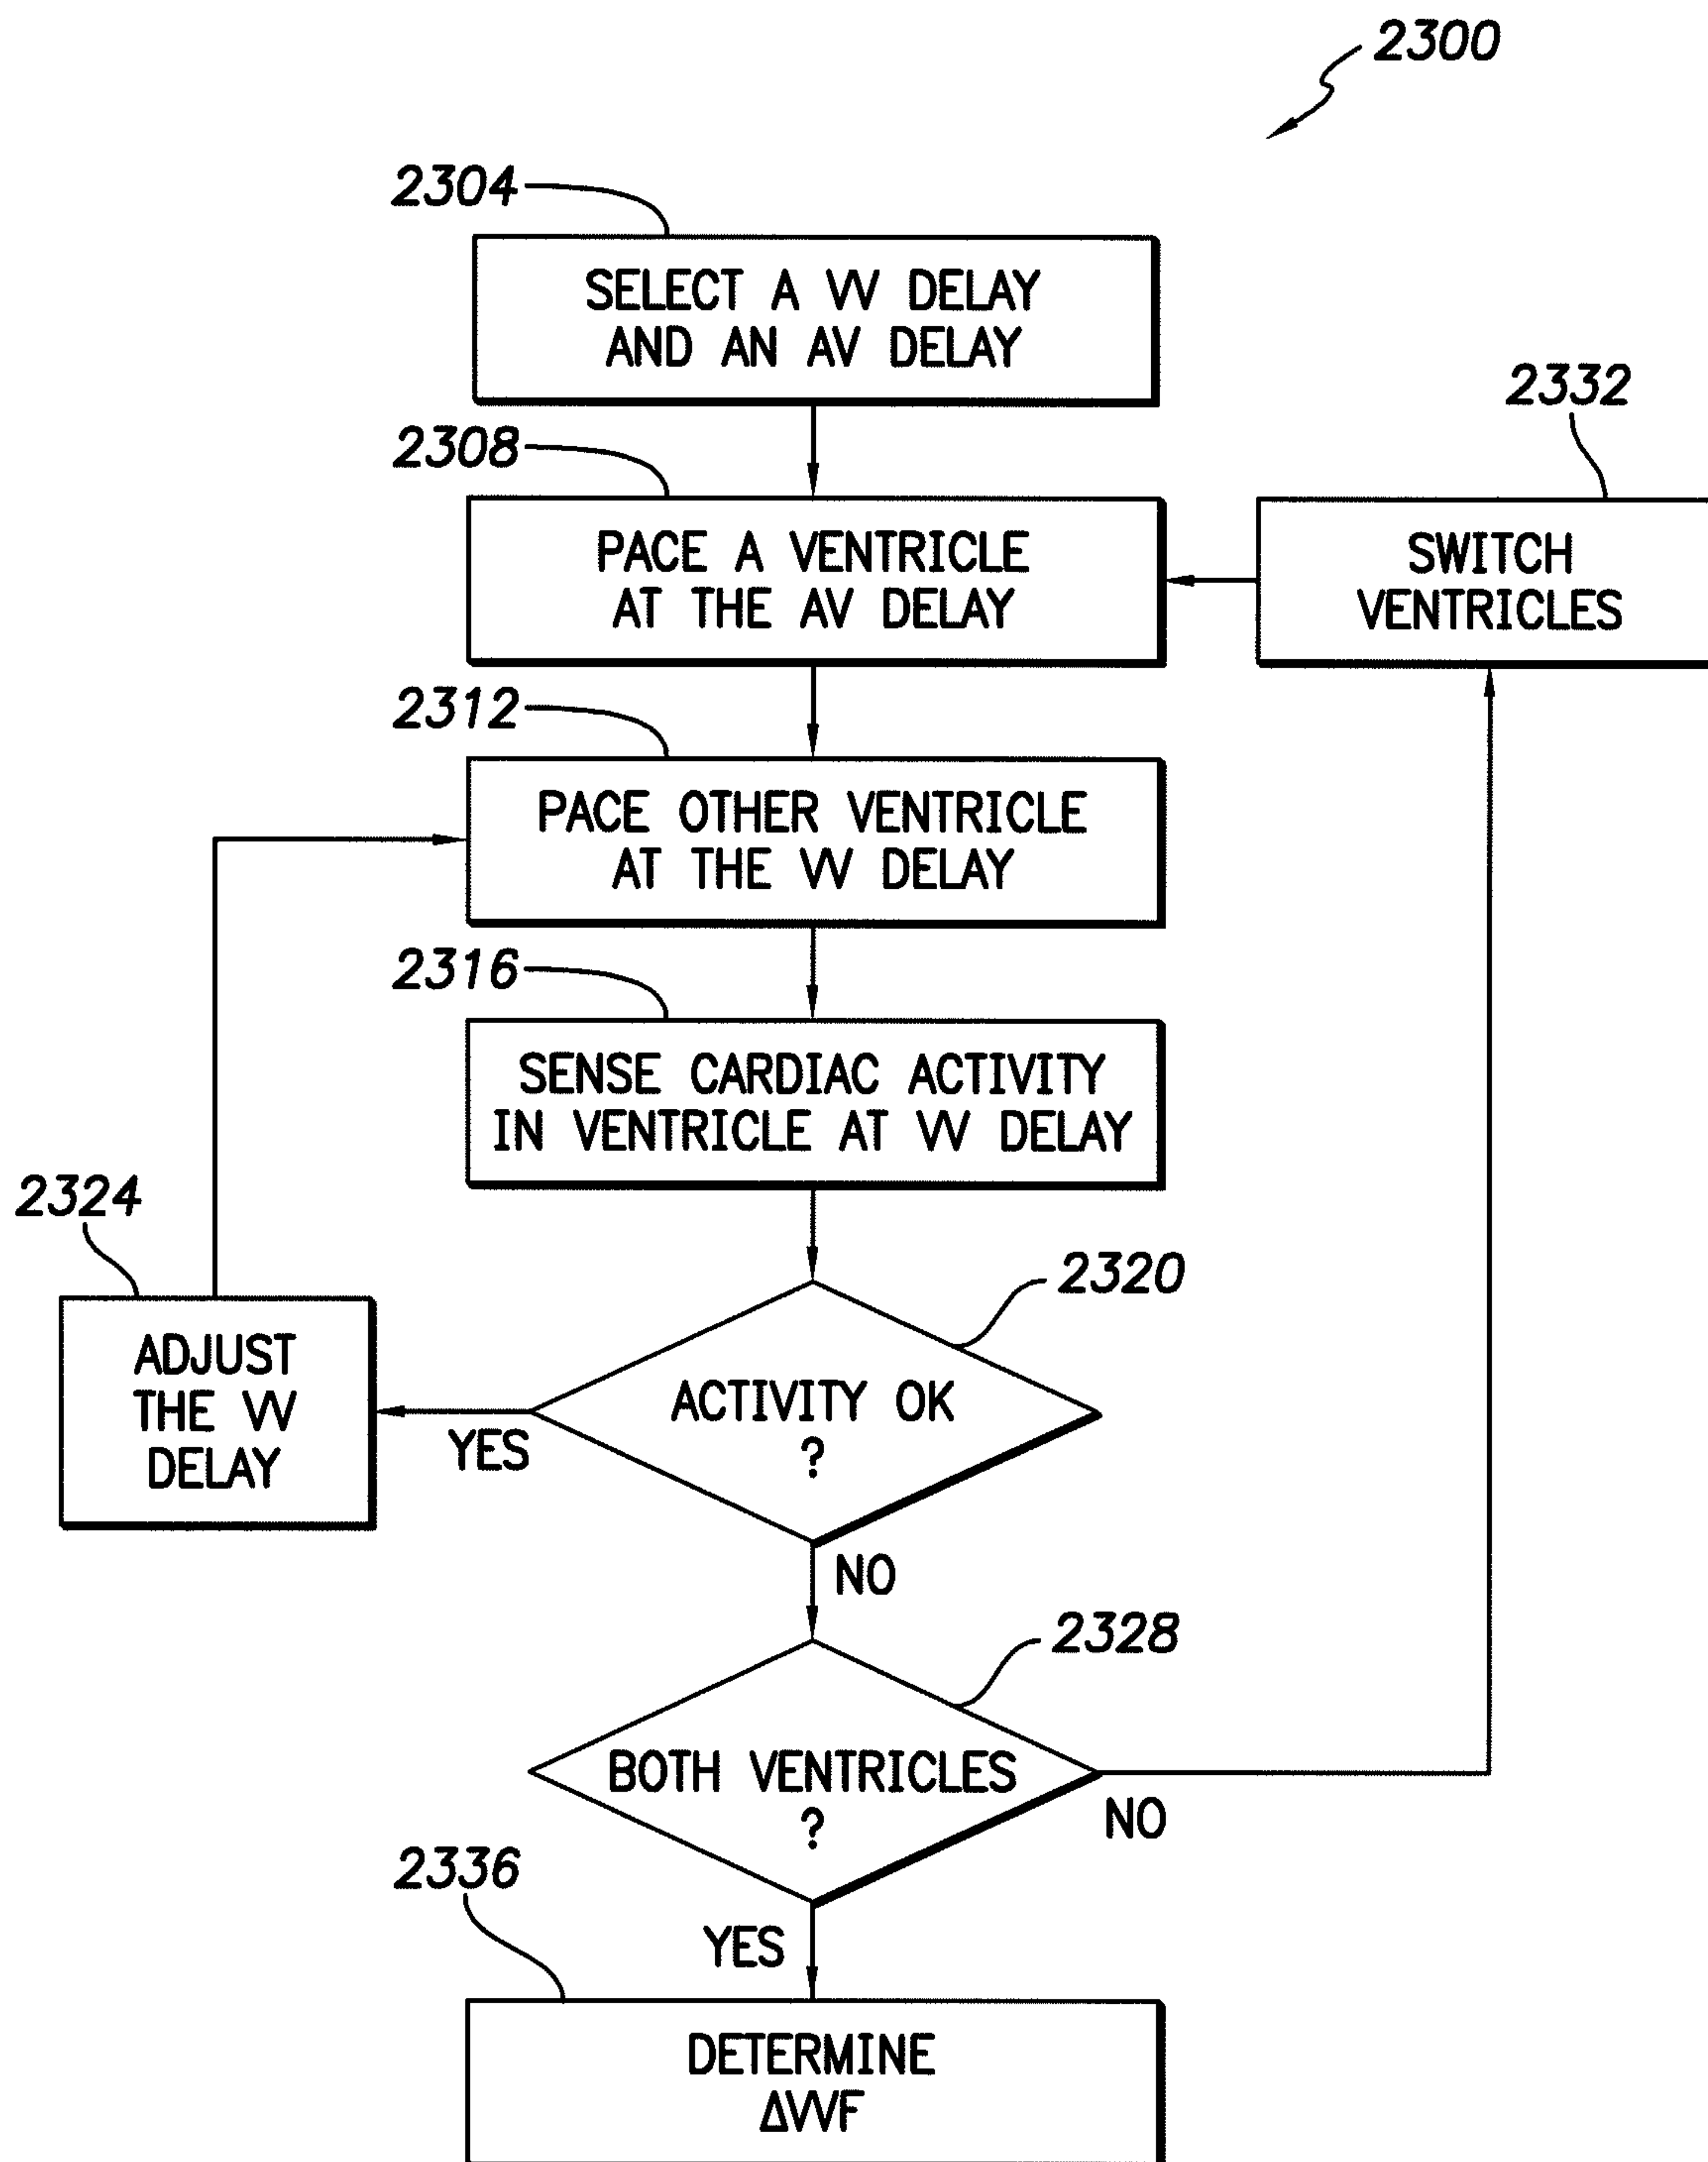 2300
2304
SELECT A VV DELAY
AND AN AV DELAY
2308
PACE A VENTRICLE
AT THE AV DELAY
2332
SWITCH
VENTRICLES
2312
PACE OTHER VENTRICLE
AT THE VV DELAY
2316
SENSE CARDIAC ACTIVITY
IN VENTRICLE AT VV DELAY
2324
ADJUST
THE VV
DELAY
2320
ACTIVITY OK
?
YES
NO
2328
BOTH VENTRICLES
?
NO
YES
2336
DETERMINE
ΔVVF